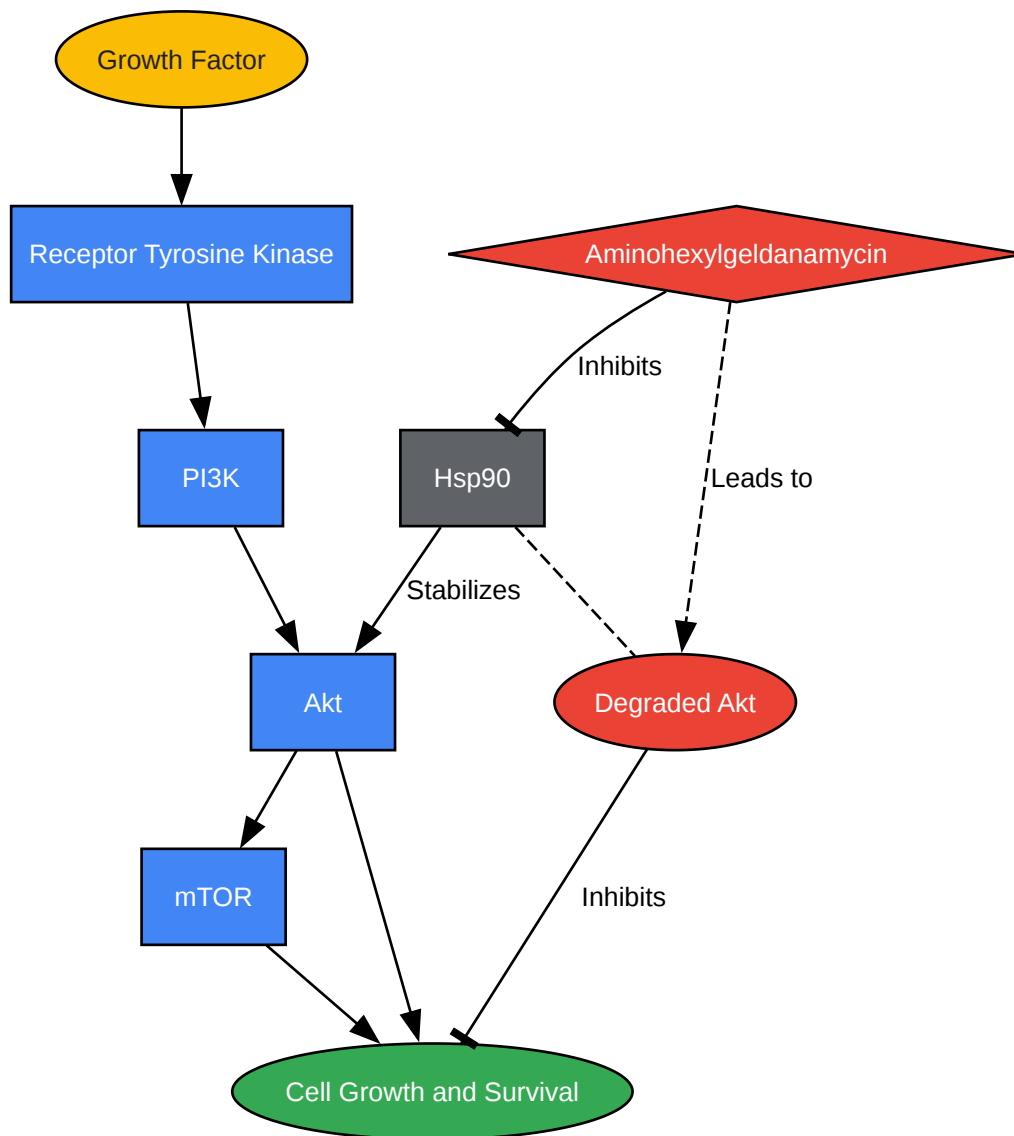 Growth Factor
Receptor Tyrosine Kinase
Aminohexylgeldanamycin
Inhibits
PI3K
Hsp90
Leads to
Stabilizes
Akt
Degraded Akt
mTOR
Inhibits
Cell Growth and Survival